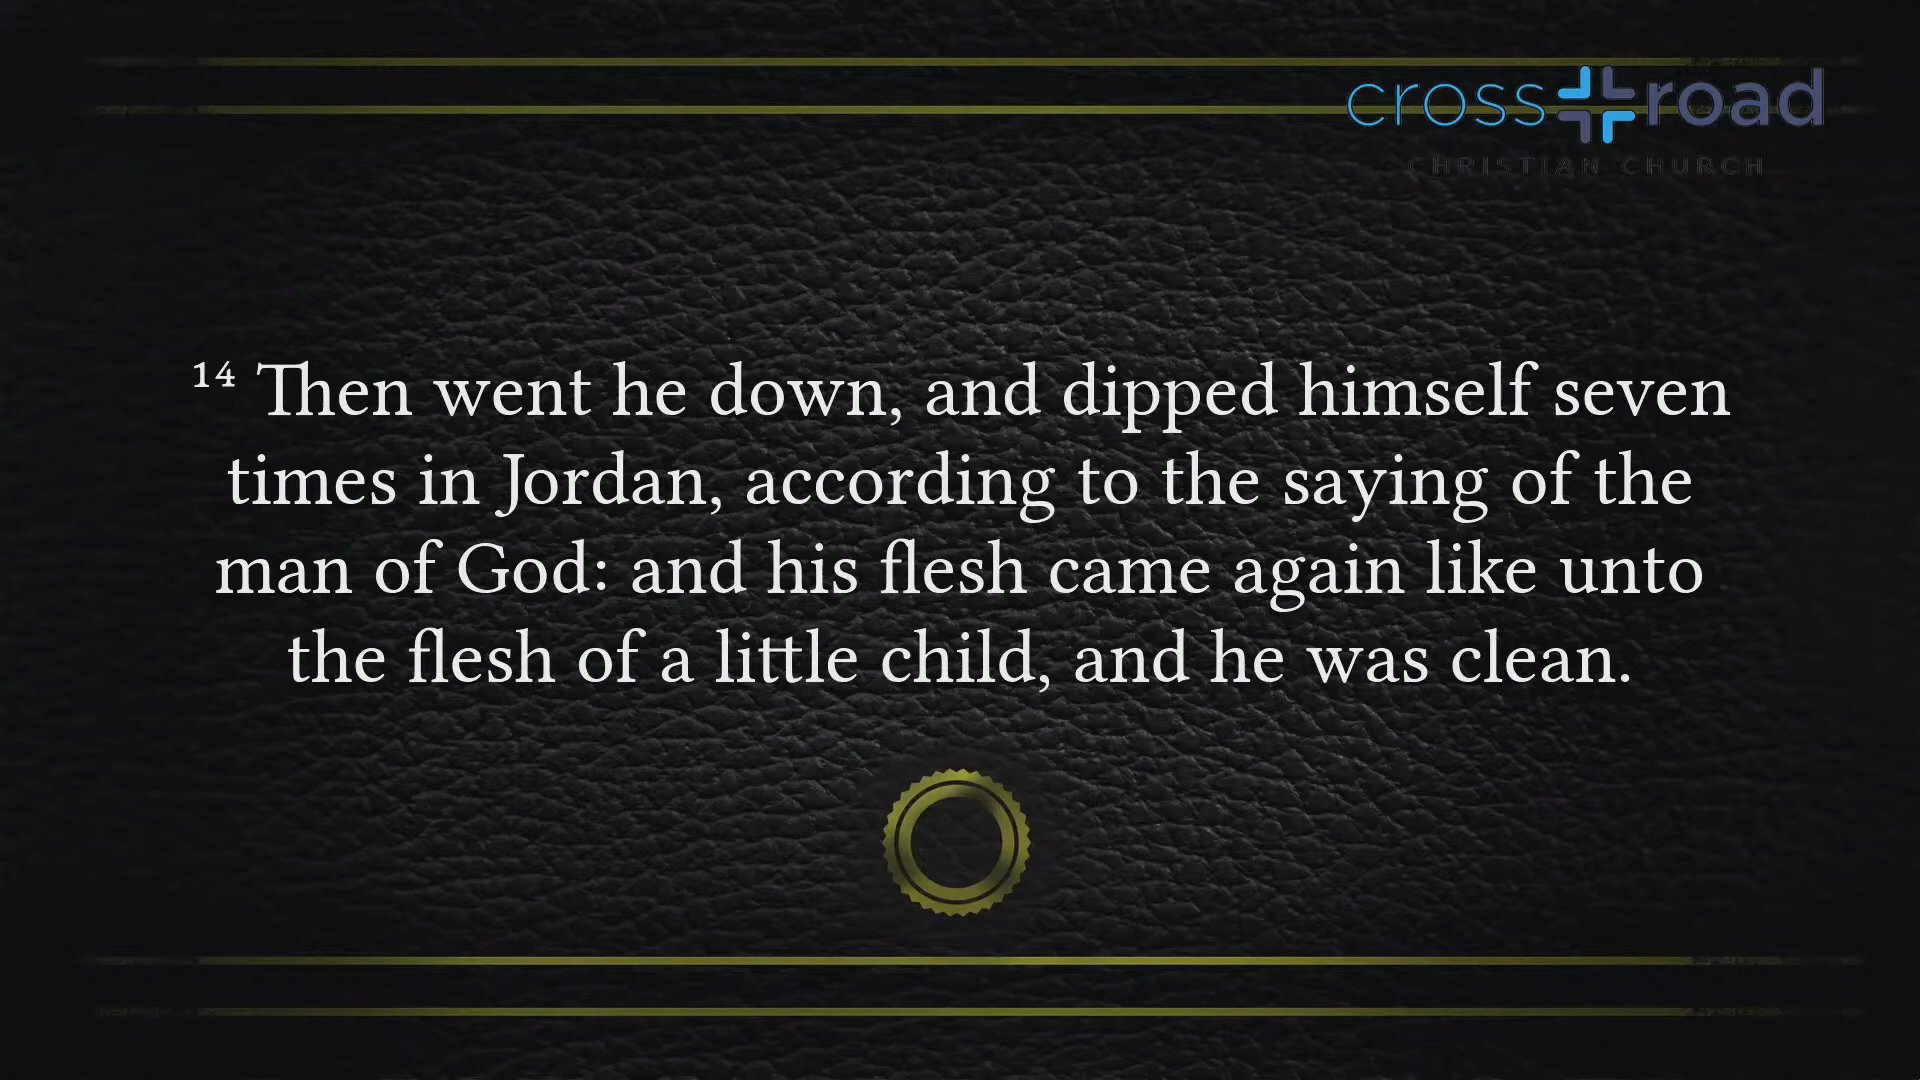 cross road
CHRISTIAN CHURCH
¹⁴ Then went he down, and dipped himself seven
times in Jordan, according to the saying of the
man of God: and his flesh came again like unto
the flesh of a little child, and he was clean.